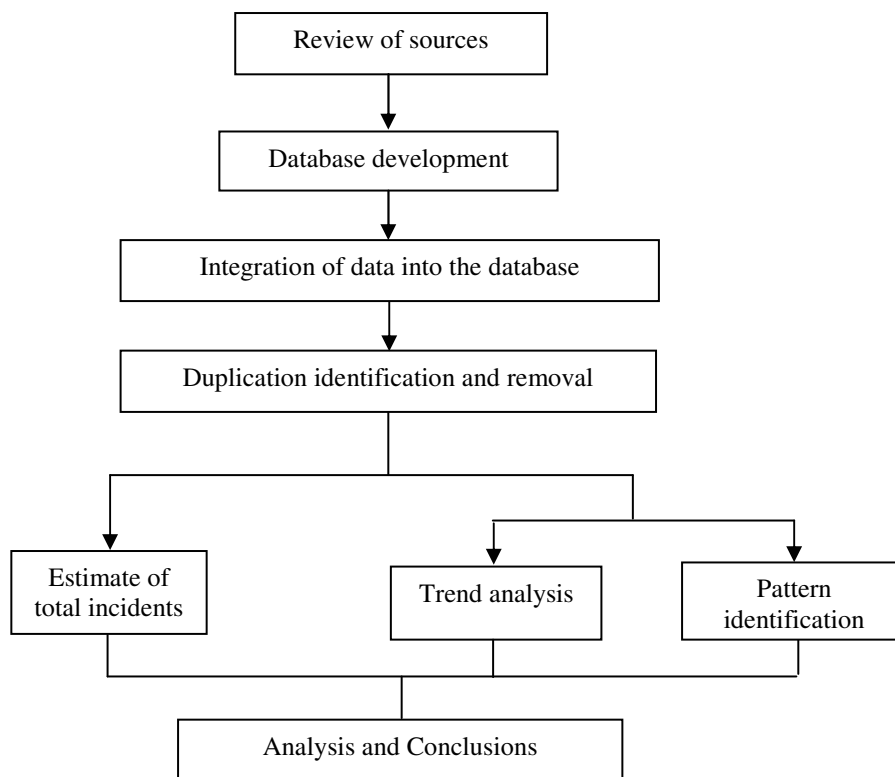 Review of sources
Database development
Integration of data into the database
Duplication identification and removal
Estimate of
total incidents
Trend analysis
Pattern
identification
Analysis and Conclusions